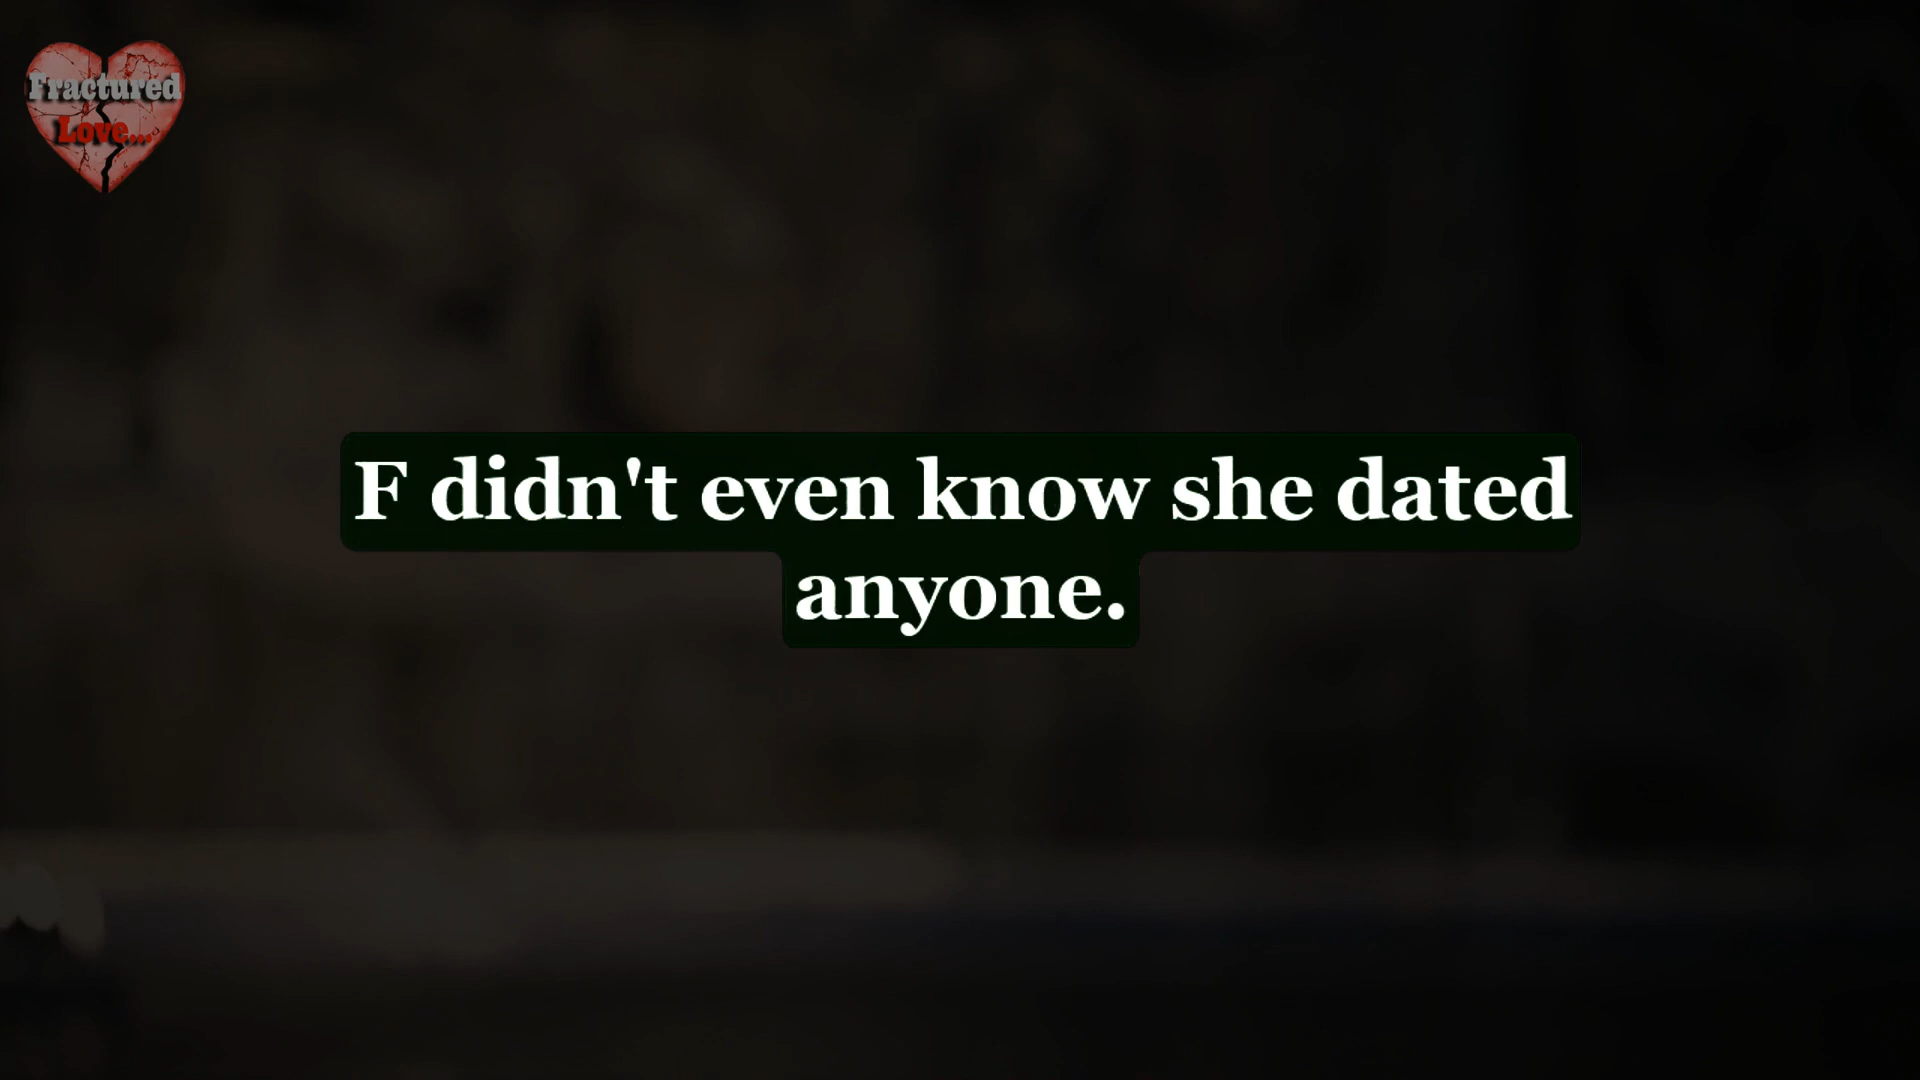 Fractured
Love...
F didn't even know she dated
anyone.